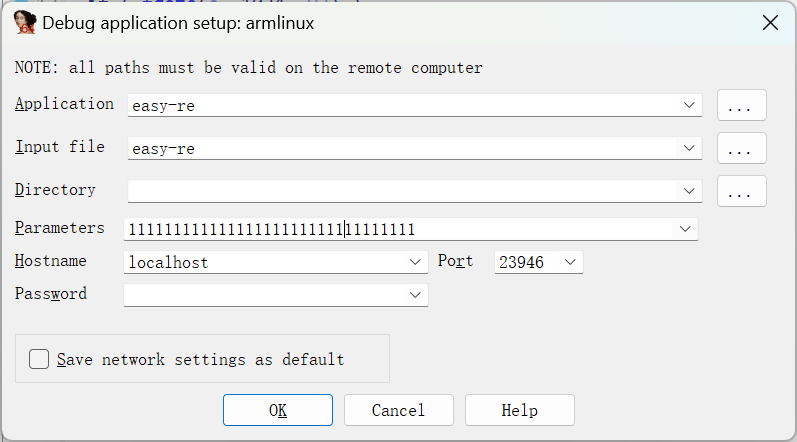 Debug application setup: armlinux
NOTE: all paths must be valid on the remote computer
Application easy-re ...
Input file easy-re ...
Directory ...
Parameters 11111111111111111111111111111111
Hostname localhost Port 23946
Password
Save network settings as default
OK Cancel Help